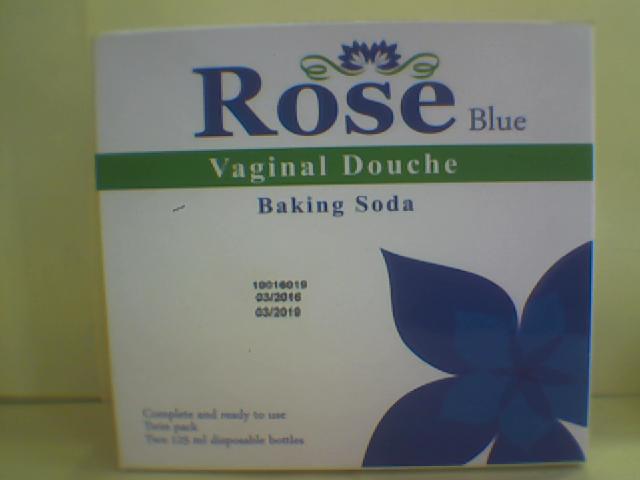 Rose Blue
Vaginal Douche
Baking Soda
10016019
03/2016
03/2019
Complete and ready to use
Twin pack
Two 125 ml disposable bottles